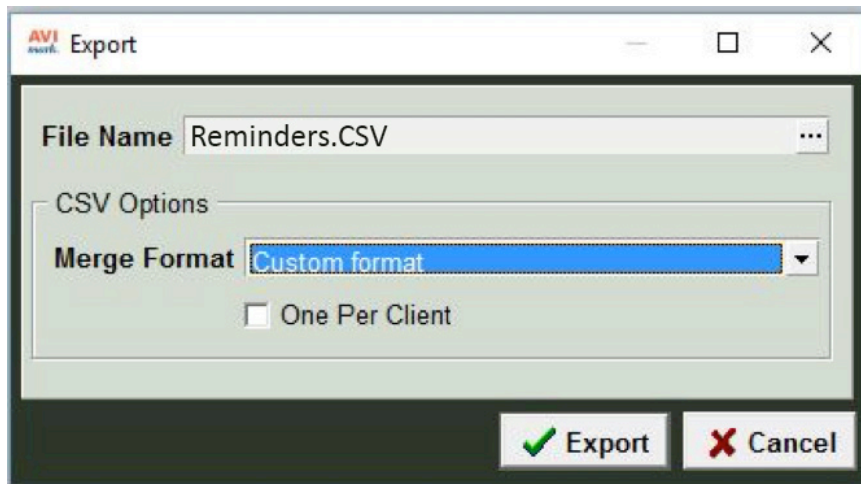 AVI
mark.
Export
File Name Reminders.CSV ...
CSV Options
Merge Format Custom format
One Per Client
Export Cancel